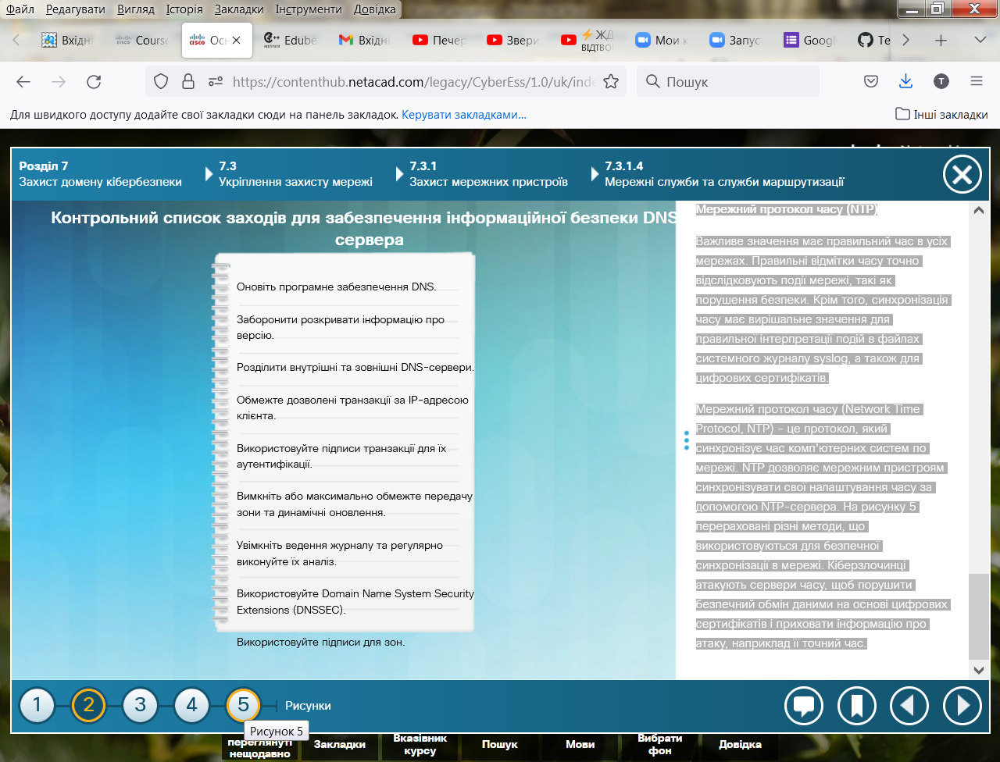 Файл Редагувати Вигляд Історія Закладки Інструменти Довідка
Вхідні Course Осн Edube Вхідні Печер Звери ⚡ЖД Мои к Запуст Googl Te
cisco cisco INSTITUTE ВІДТВО
https://contenthub.netacad.com/legacy/CyberEss/1.0/uk/inde
Пошук
T
Для швидкого доступу додайте свої закладки сюди на панель закладок. Керувати закладками...
Інші закладки
Розділ 7
Захист домену кібербезпеки
7.3
Укріплення захисту мережі
7.3.1
Захист мережних пристроїв
7.3.1.4
Мережні служби та служби маршрутизації
Контрольний список заходів для забезпечення інформаційної безпеки DNS
сервера
Оновіть програмне забезпечення DNS.
Заборонити розкривати інформацію про
версію.
Розділити внутрішні та зовнішні DNS-сервери.
Обмежте дозволені транзакції за IP-адресою
клієнта.
Використовуйте підписи транзакції для їх
аутентифікації.
Вимкніть або максимально обмежте передачу
зони та динамічні оновлення.
Увімкніть ведення журналу та регулярно
виконуйте їх аналіз.
Використовуйте Domain Name System Security
Extensions (DNSSEC).
Використовуйте підписи для зон.
Мережний протокол часу (NTP)
Важливе значення має правильний час в усіх
мережах. Правильні відмітки часу точно
відслідковують події мережі, такі як
порушення безпеки. Крім того, синхронізація
часу має вирішальне значення для
правильної інтерпретації подій в файлах
системного журналу syslog, а також для
цифрових сертифікатів.
Мережний протокол часу (Network Time
Protocol, NTP) - це протокол, який
синхронізує час комп'ютерних систем по
мережі. NTP дозволяє мережним пристроям
синхронізувати свої налаштування часу за
допомогою NTP-сервера. На рисунку 5
перераховані різні методи, що
використовуються для безпечної
синхронізації в мережі. Кіберзлочинці
атакують сервери часу, щоб порушити
безпечний обмін даними на основі цифрових
сертифікатів і приховати інформацію про
атаку, наприклад її точний час.
1 2 3 4 5 Рисунки
Рисунок 5
переглянуті
нещодавно
Закладки
Вказівник
курсу
Пошук
Мови
Вибрати
фон
Довідка